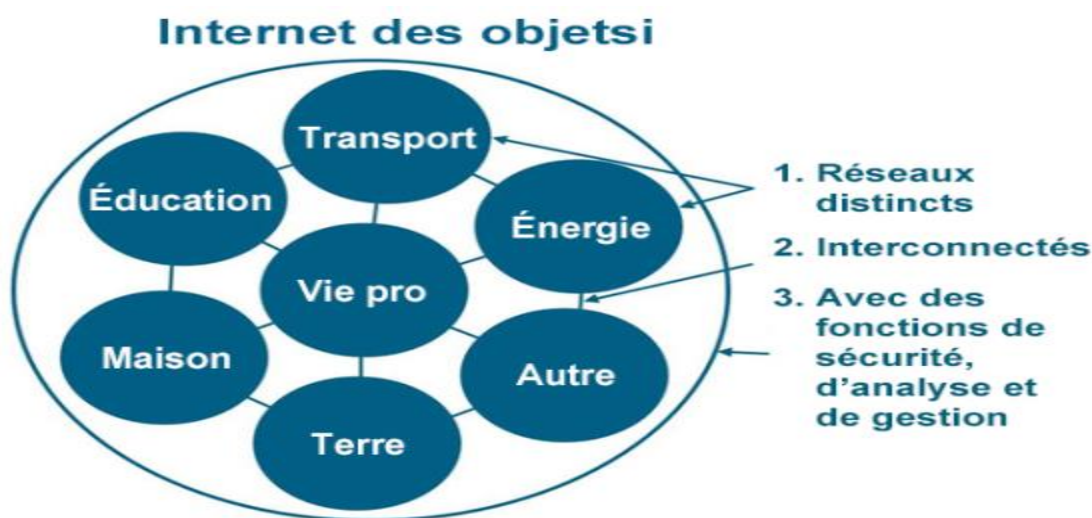 Internet des objetsi
Transport
Éducation
Énergie
Vie pro
Maison
Autre
Terre
1. Réseaux
distincts
2. Interconnectés
3. Avec des
fonctions de
sécurité,
d'analyse et
de gestion